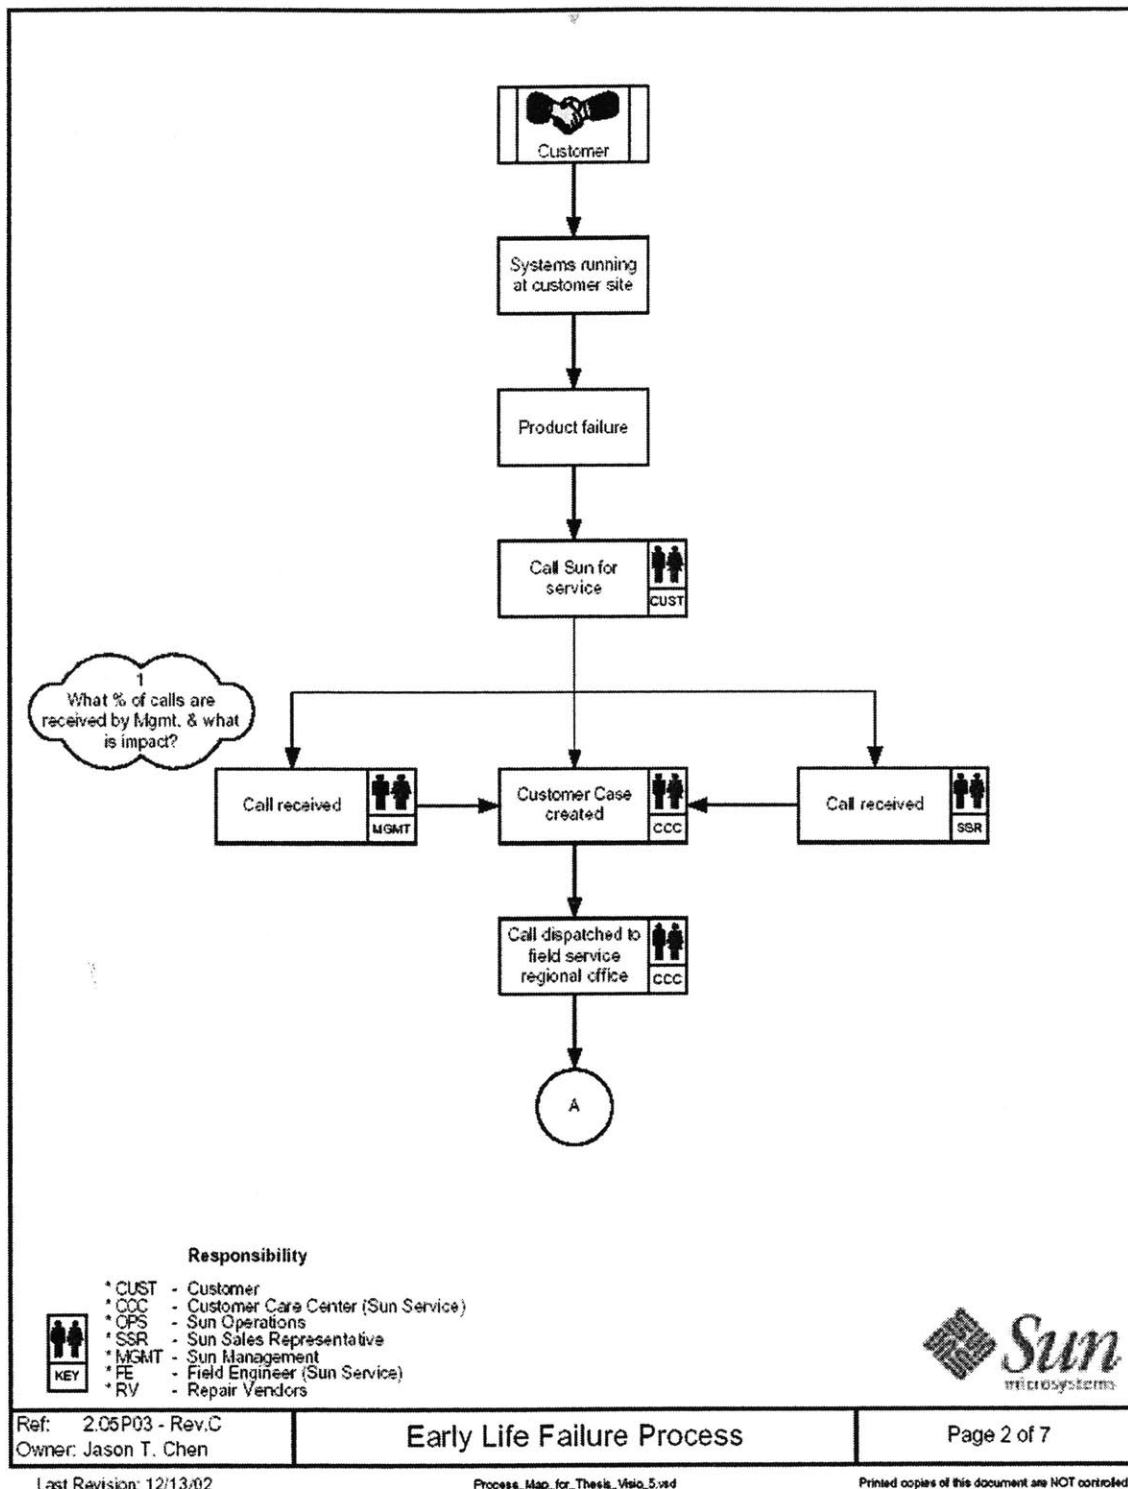 Customer
Systems running
at customer site
Product failure
Call Sun for
service
CUST
1
What % of calls are
received by Mgmt. & what
is impact?
Call received
MGMT
Customer Case
created
CCC
Call received
SSR
Call dispatched to
field service
regional office
CCC
A
Responsibility
* CUST - Customer
* CCC - Customer Care Center (Sun Service)
* OPS - Sun Operations
* SSR - Sun Sales Representative
* MGMT - Sun Management
* FE - Field Engineer (Sun Service)
* RV - Repair Vendors
KEY
Sun
microsystems
Ref: 2.05P03 - Rev.C
Owner: Jason T. Chen
Early Life Failure Process
Page 2 of 7
Last Revision: 12/13/02
Process_Map_for_Thesis_Visio_5.vsd
Printed copies of this document are NOT controlled